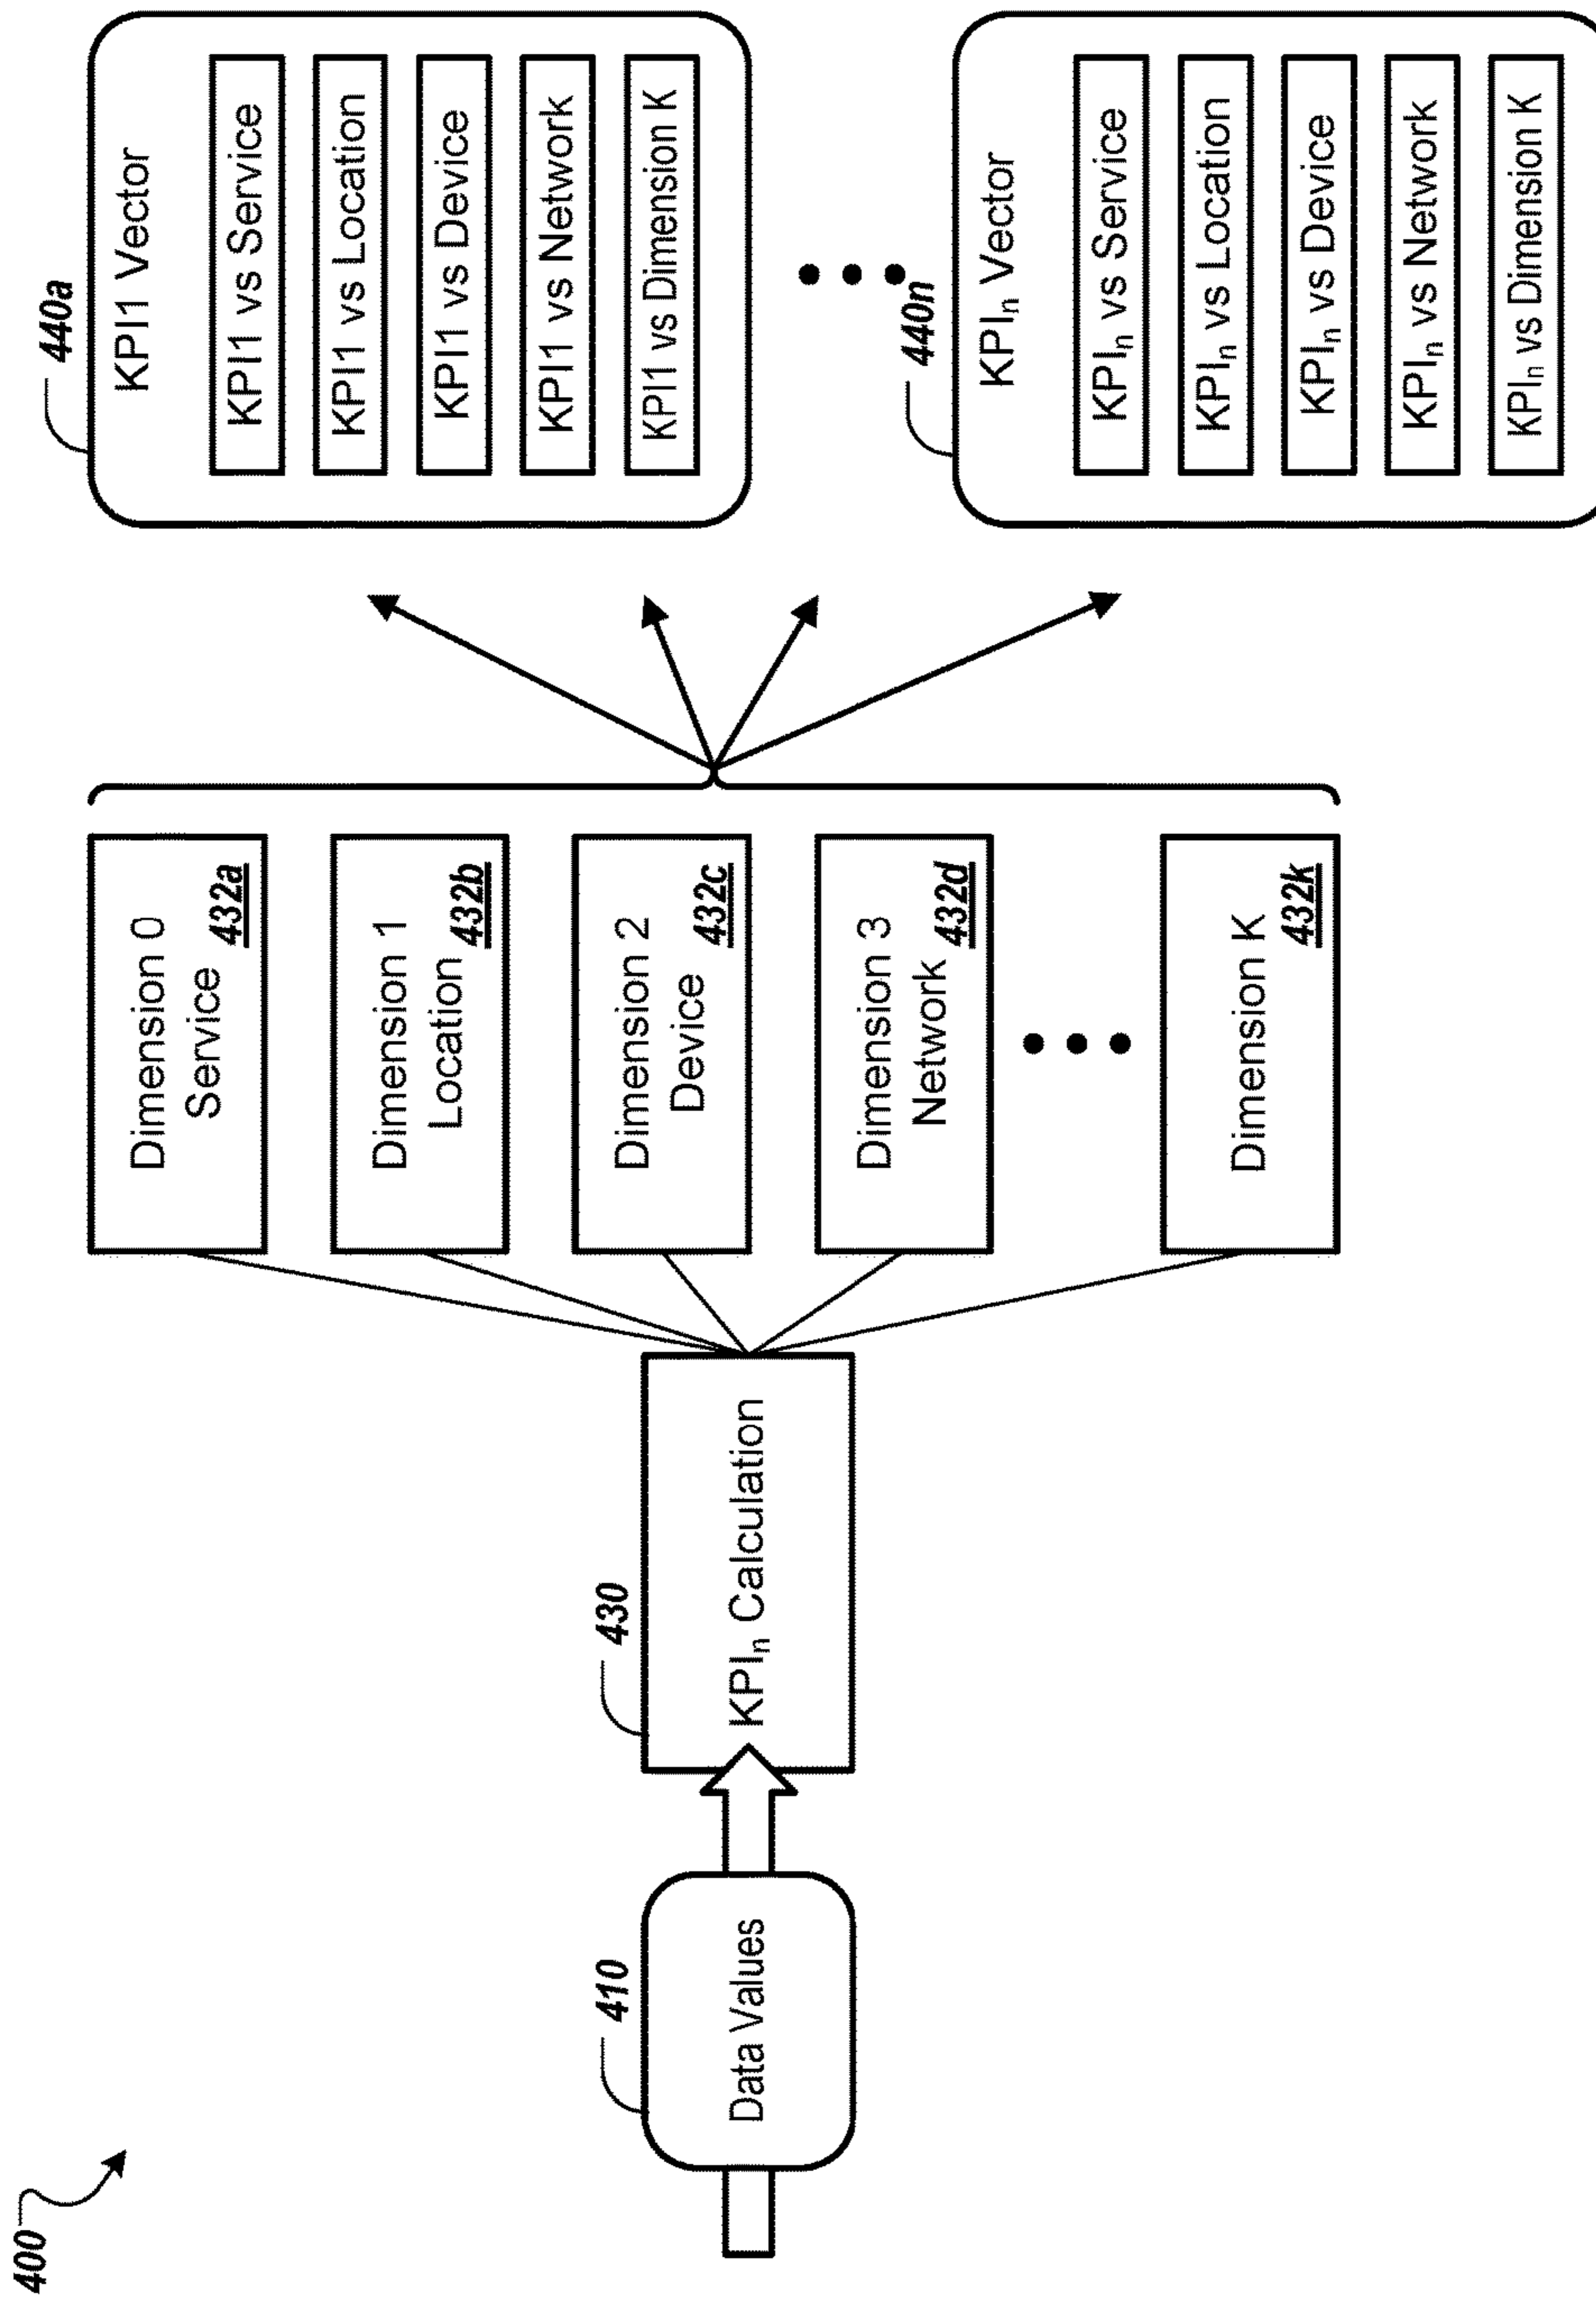 400
410
Data Values
430
KPIn Calculation
Dimension 0
Service
432a
Dimension 1
Location
432b
Dimension 2
Device
432c
Dimension 3
Network
432d
Dimension K
432k
440a
KPI1 Vector
KPI1 vs Service
KPI1 vs Location
KPI1 vs Device
KPI1 vs Network
KPI1 vs Dimension K
440n
KPIn Vector
KPIn vs Service
KPIn vs Location
KPIn vs Device
KPIn vs Network
KPIn vs Dimension K